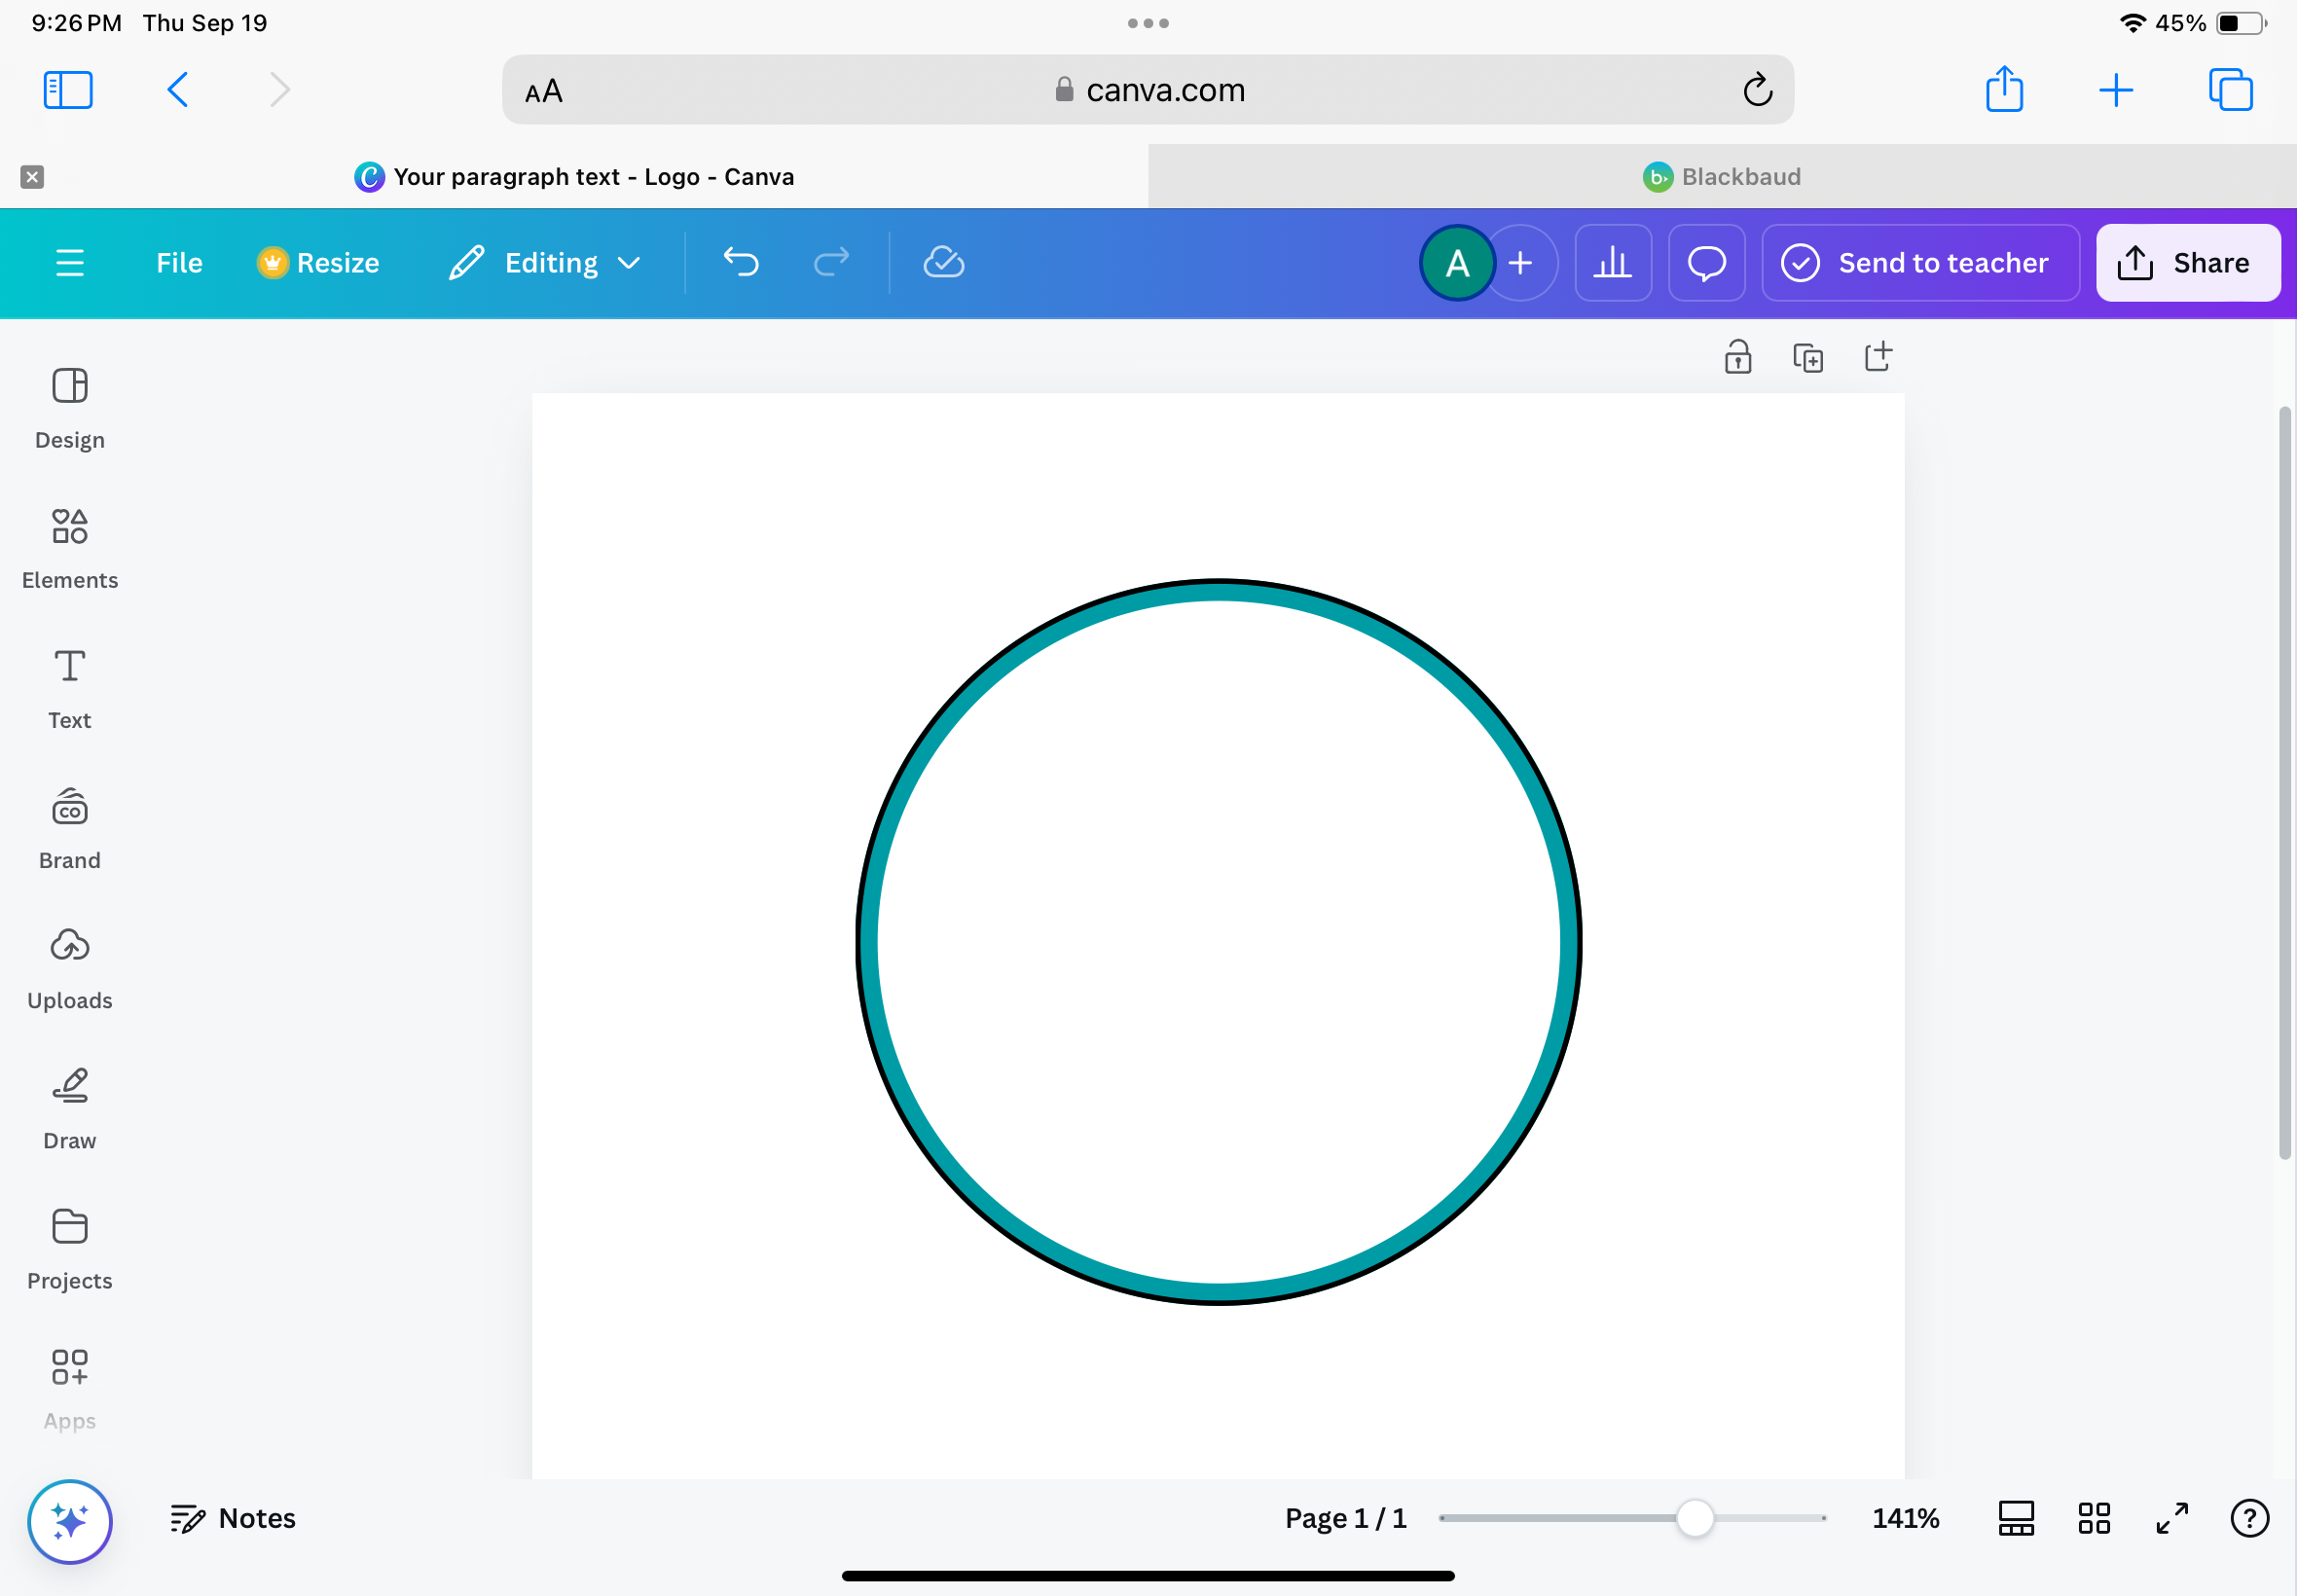 9:26 PM Thu Sep 19
45%
AA
canva.com
Your paragraph text - Logo - Canva
Blackbaud
File
Resize
Editing
A
Send to teacher
Share
Design
Elements
Text
CO
Brand
Uploads
Draw
Projects
Apps
Notes
Page 1 / 1
141%
?